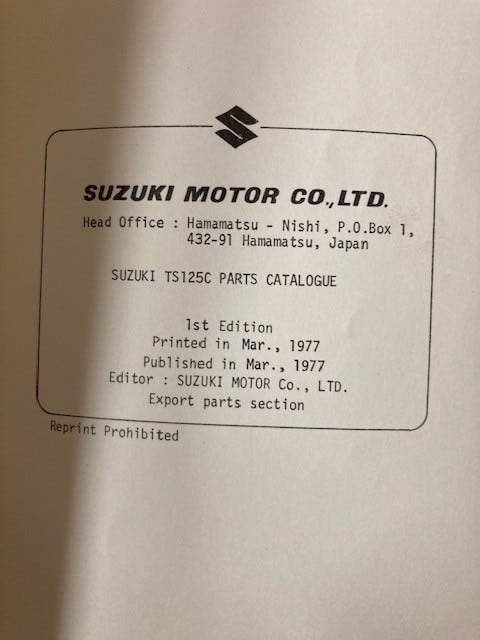 SUZUKI MOTOR CO.,LTD.
Head Office : Hamamatsu - Nishi, P.O.Box 1,
432-91 Hamamatsu, Japan
SUZUKI TS125C PARTS CATALOGUE
1st Edition
Printed in Mar., 1977
Published in Mar., 1977
Editor : SUZUKI MOTOR Co., LTD.
Export parts section
Reprint Prohibited